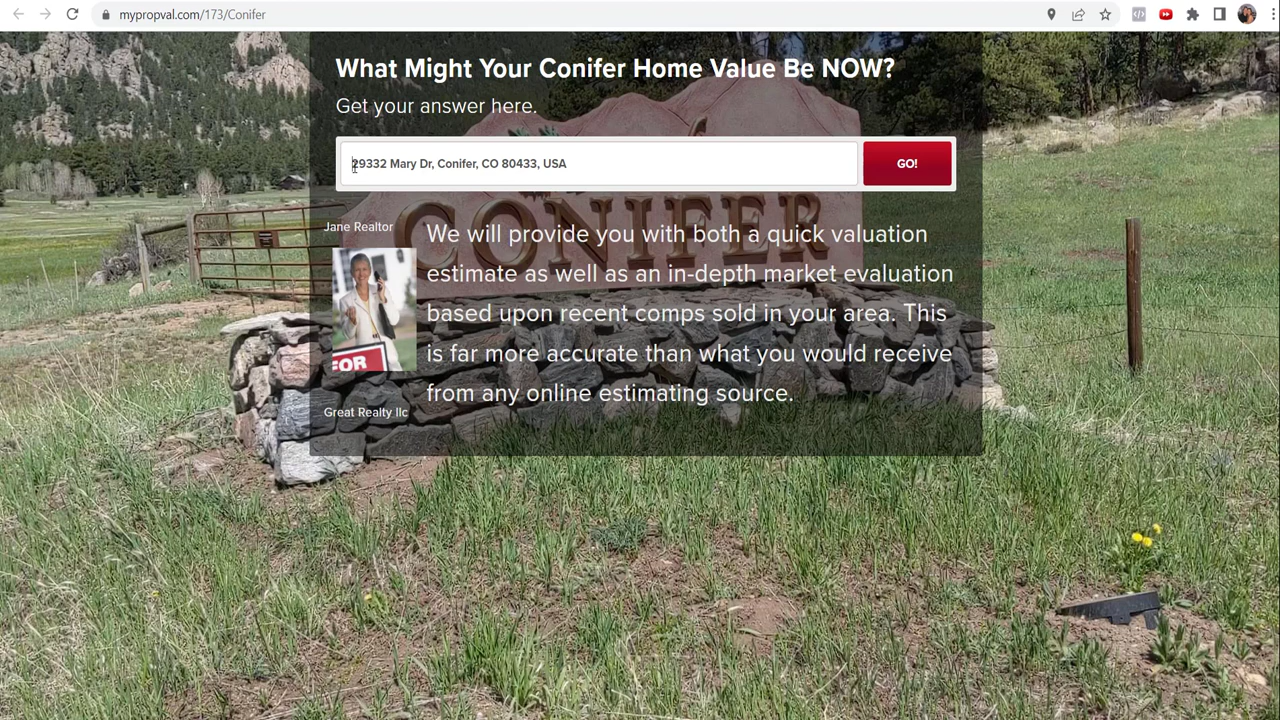 mypropval.com/173/Conifer
What Might Your Conifer Home Value Be NOW?
Get your answer here.
29332 Mary Dr, Conifer, CO 80433, USA
GO!
CONIFER
Jane Realtor
We will provide you with both a quick valuation
estimate as well as an in-depth market evaluation
based upon recent comps sold in your area. This
is far more accurate than what you would receive
from any online estimating source.
FOR
Great Realty llc